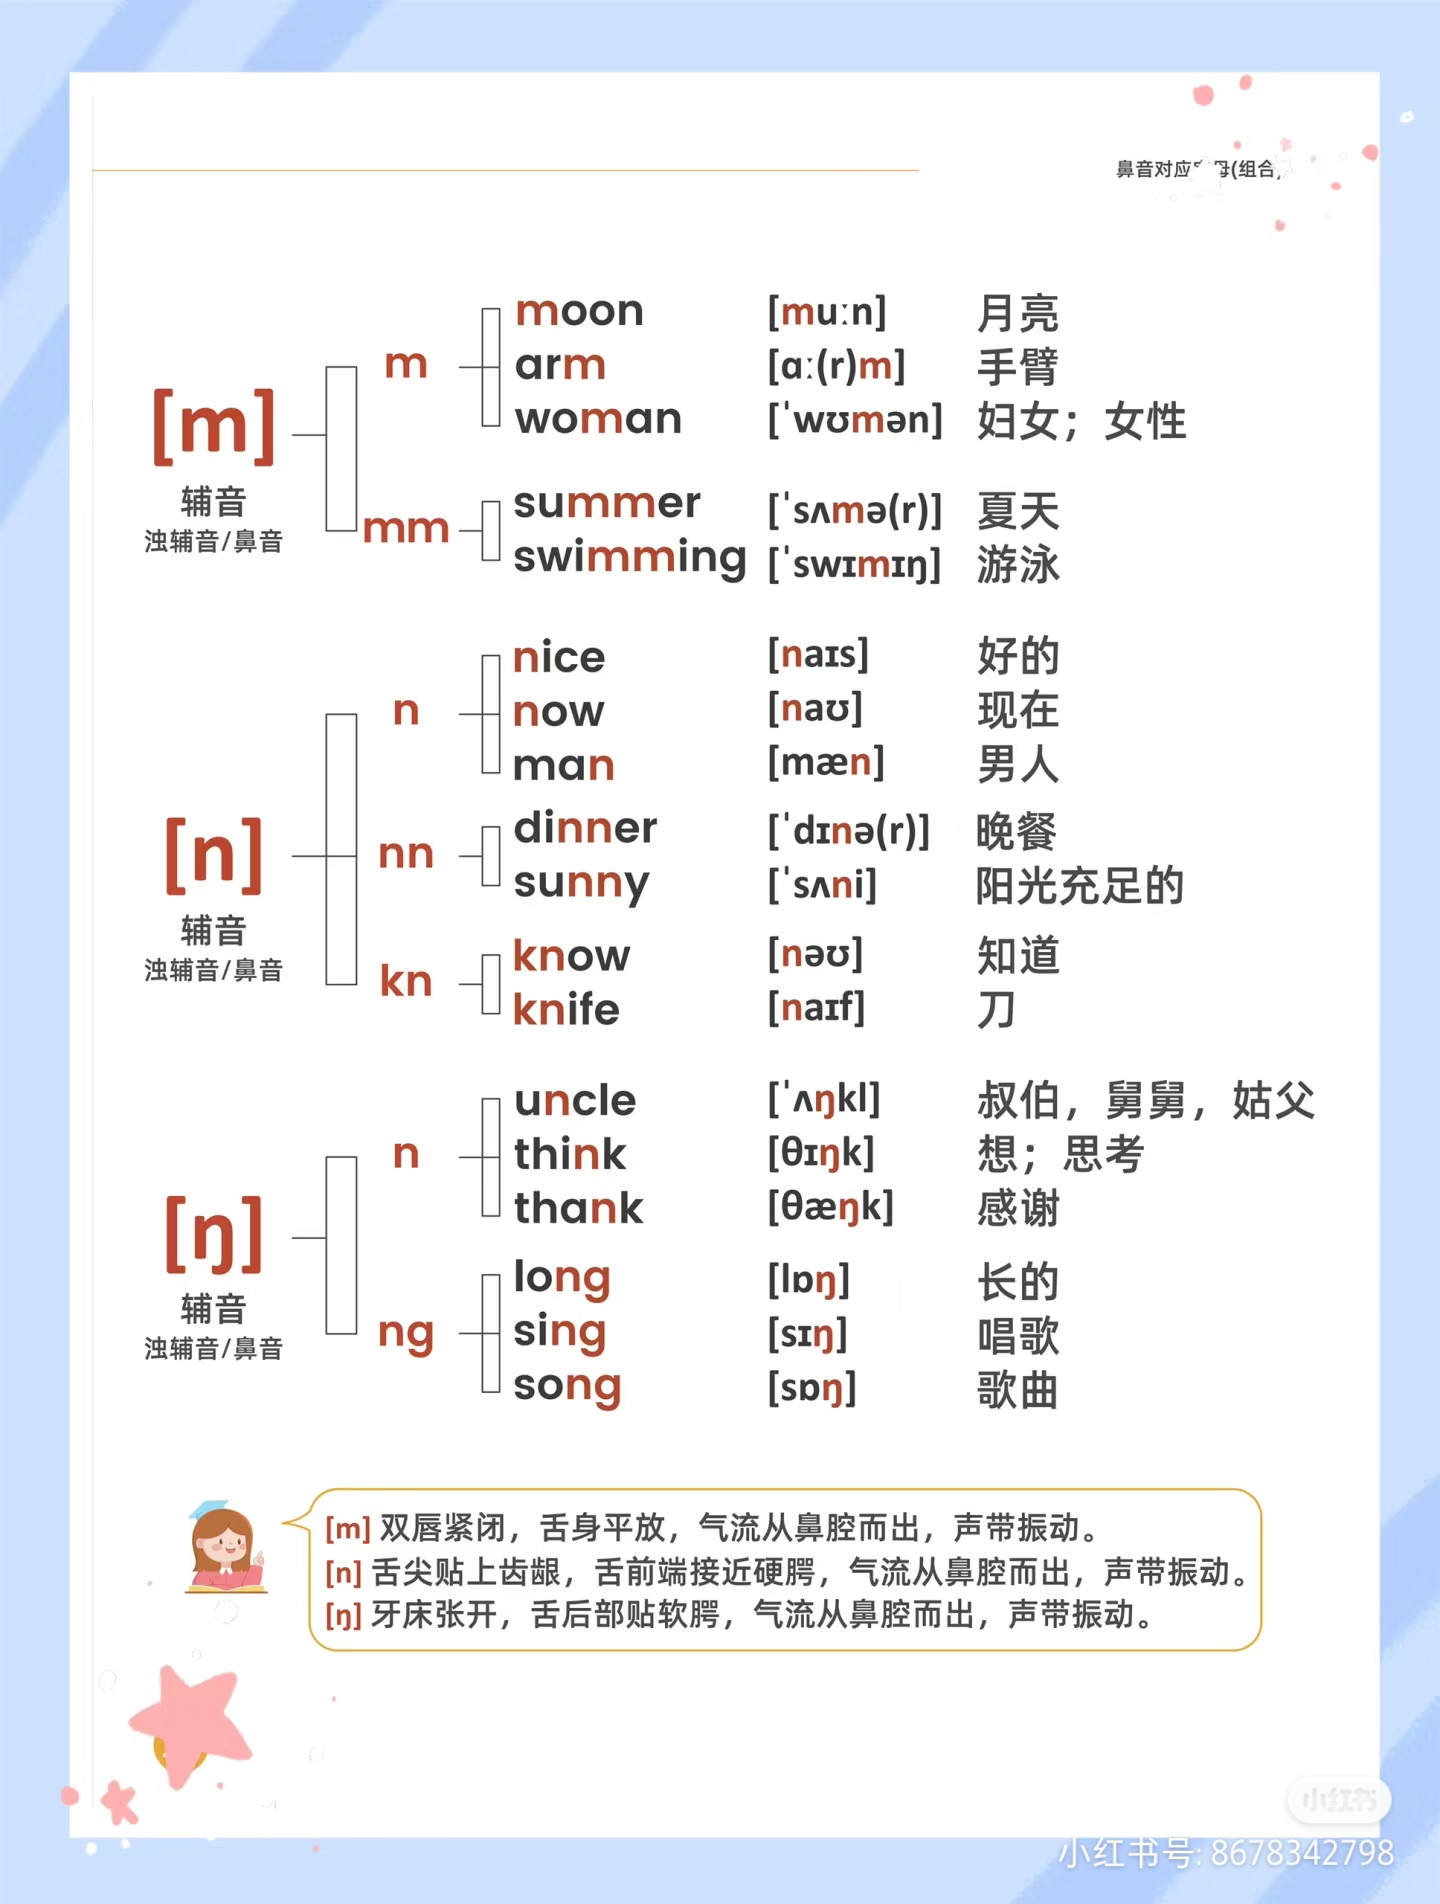 鼻音对应字母(组合)
[m]
辅音
浊辅音/鼻音
m
moon [muːn] 月亮
arm [ɑː(r)m] 手臂
woman [ˈwʊmən] 妇女；女性
mm
summer [ˈsʌmə(r)] 夏天
swimming [ˈswɪmɪŋ] 游泳
[n]
辅音
浊辅音/鼻音
n
nice [naɪs] 好的
now [naʊ] 现在
man [mæn] 男人
nn
dinner [ˈdɪnə(r)] 晚餐
sunny [ˈsʌni] 阳光充足的
kn
know [nəʊ] 知道
knife [naɪf] 刀
[ŋ]
辅音
浊辅音/鼻音
n
uncle [ˈʌŋkl] 叔伯，舅舅，姑父
think [θɪŋk] 想；思考
thank [θæŋk] 感谢
ng
long [lɒŋ] 长的
sing [sɪŋ] 唱歌
song [sɒŋ] 歌曲
[m] 双唇紧闭，舌身平放，气流从鼻腔而出，声带振动。
[n] 舌尖贴上齿龈，舌前端接近硬腭，气流从鼻腔而出，声带振动。
[ŋ] 牙床张开，舌后部贴软腭，气流从鼻腔而出，声带振动。
小红书
小红书号: 8678342798